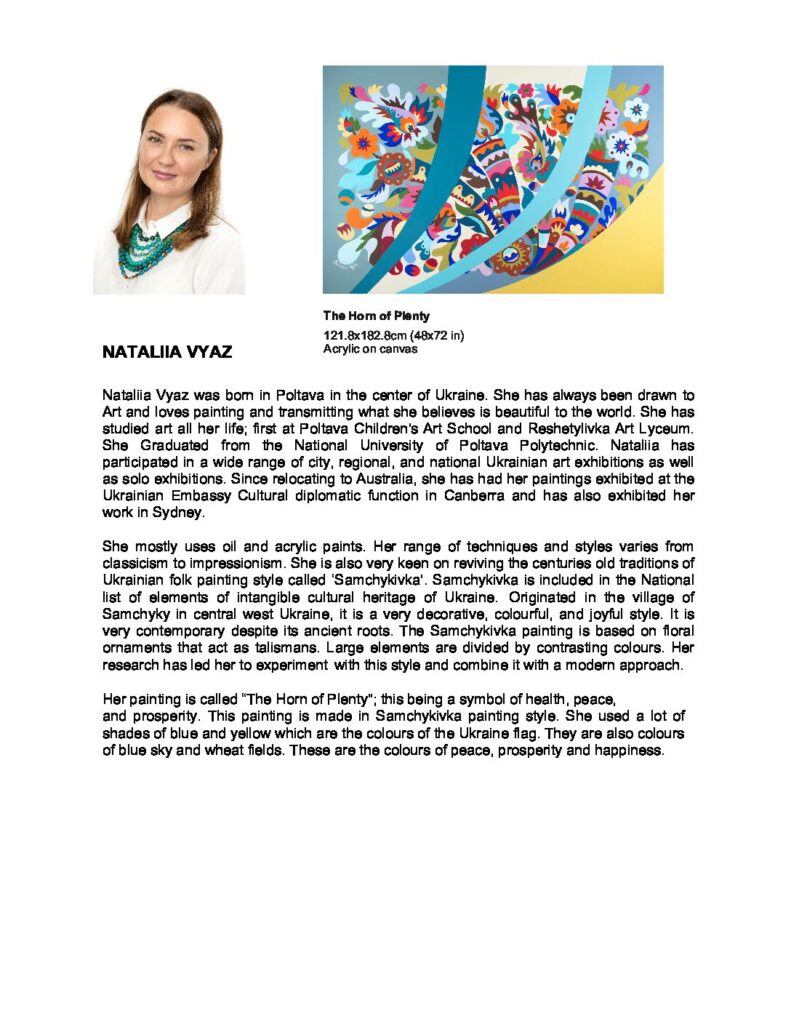 The Horn of Plenty
121.8x182.8cm (48x72 in)
Acrylic on canvas
NATALIIA VYAZ
Nataliia Vyaz was born in Poltava in the center of Ukraine. She has always been drawn to
Art and loves painting and transmitting what she believes is beautiful to the world. She has
studied art all her life; first at Poltava Children's Art School and Reshetylivka Art Lyceum.
She Graduated from the National University of Poltava Polytechnic. Nataliia has
participated in a wide range of city, regional, and national Ukrainian art exhibitions as well
as solo exhibitions. Since relocating to Australia, she has had her paintings exhibited at the
Ukrainian Embassy Cultural diplomatic function in Canberra and has also exhibited her
work in Sydney.
She mostly uses oil and acrylic paints. Her range of techniques and styles varies from
classicism to impressionism. She is also very keen on reviving the centuries old traditions of
Ukrainian folk painting style called 'Samchykivka'. Samchykivka is included in the National
list of elements of intangible cultural heritage of Ukraine. Originated in the village of
Samchyky in central west Ukraine, it is a very decorative, colourful, and joyful style. It is
very contemporary despite its ancient roots. The Samchykivka painting is based on floral
ornaments that act as talismans. Large elements are divided by contrasting colours. Her
research has led her to experiment with this style and combine it with a modern approach.
Her painting is called "The Horn of Plenty"; this being a symbol of health, peace,
and prosperity. This painting is made in Samchykivka painting style. She used a lot of
shades of blue and yellow which are the colours of the Ukraine flag. They are also colours
of blue sky and wheat fields. These are the colours of peace, prosperity and happiness.